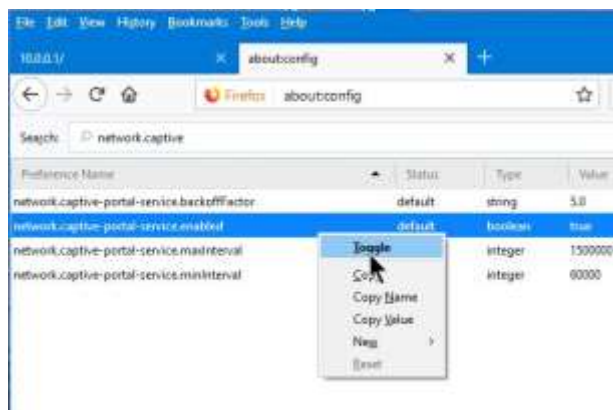 File Edit View History Bookmarks Tools Help
10.0.0.1/ about:config
Firefox about:config
Search: network.captive
Preference Name Status Type Value
network.captive-portal-service.backoffFactor default string 5.0
network.captive-portal-service.enabled default boolean true
network.captive-portal-service.maxInterval integer 1500000
network.captive-portal-service.minInterval integer 60000
Toggle
Copy
Copy Name
Copy Value
New
Reset